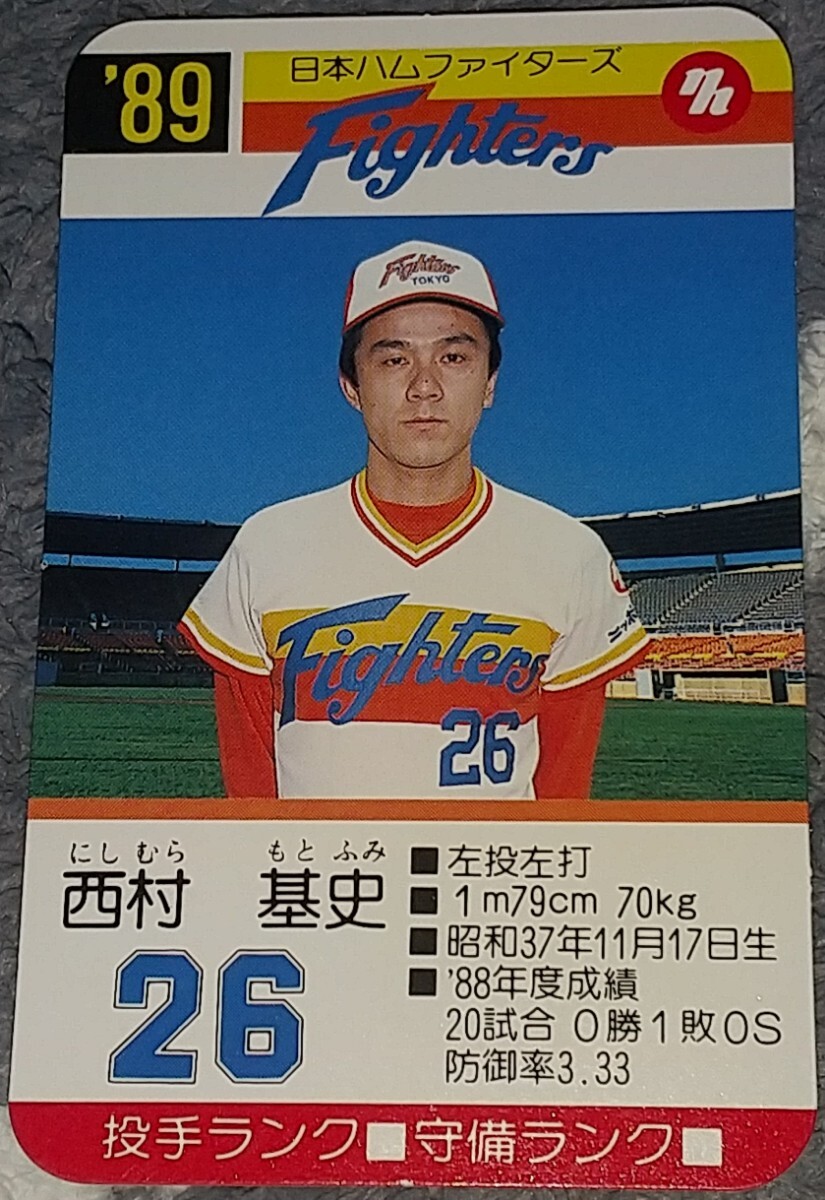 '89
日本ハムファイターズ
nh
Fighters
Fighters
TOKYO
Fighters
26
にし むら もと ふみ
西村 基史
26
■左投左打
■1m79cm 70kg
■昭和37年11月17日生
■'88年度成績
20試合 0勝1敗0S
防御率3.33
投手ランク□守備ランク□